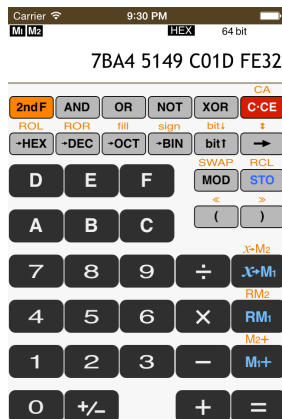 Carrier 9:30 PM
M1 M2 HEX 64 bit
7BA4 5149 C01D FE32
CA
2nd F AND OR NOT XOR C·CE
ROL ROR fill sign bit↓ ↕
→HEX →DEC →OCT →BIN bit↑ →
SWAP RCL
D E F MOD STO
« »
A B C ( )
x→M2
7 8 9 ÷ x→M1
RM2
4 5 6 × RM1
M2+
1 2 3 − M1+
0 +/− + =